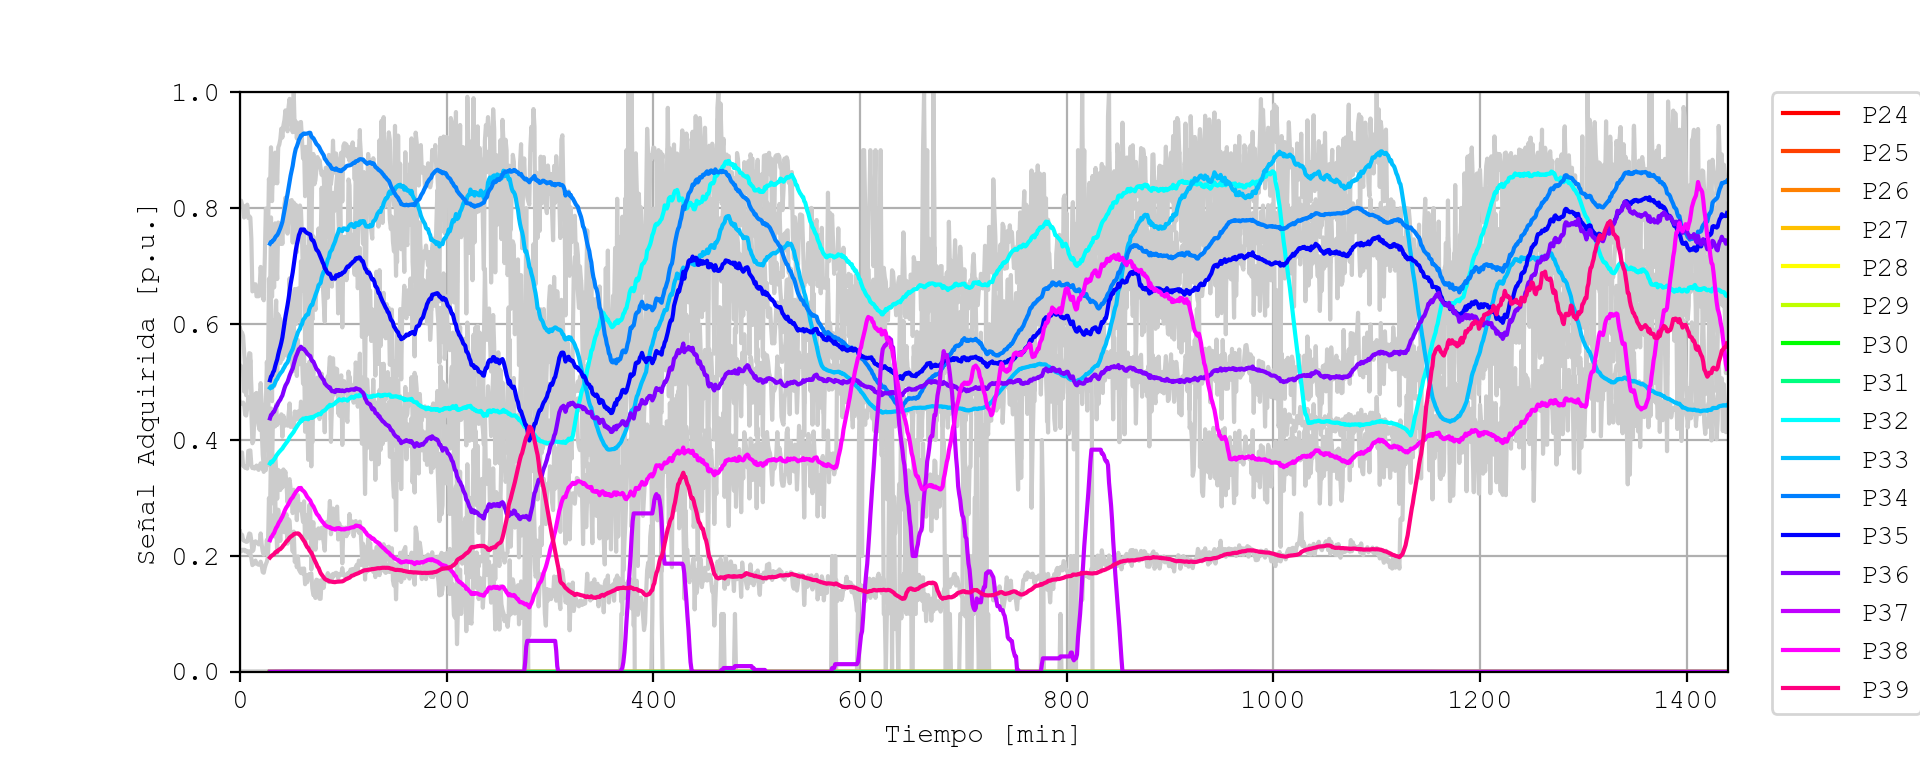 1.0
0.8
0.6
0.4
0.2
0.0
Señal Adquirida [p.u.]
0 200 400 600 800 1000 1200 1400
Tiempo [min]
P24
P25
P26
P27
P28
P29
P30
P31
P32
P33
P34
P35
P36
P37
P38
P39